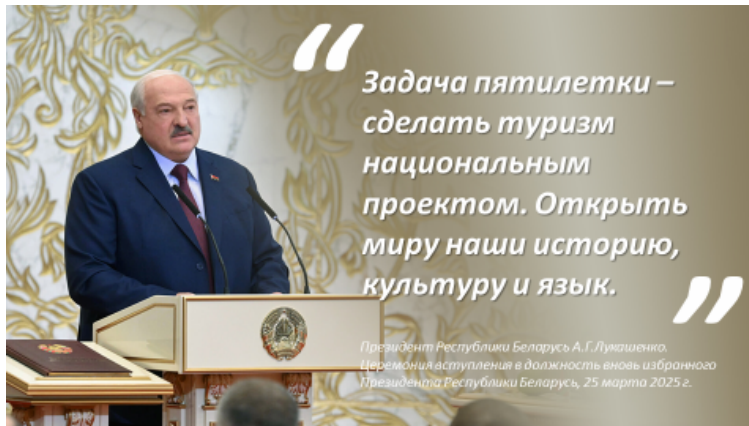 “
Задача пятилетки –
сделать туризм
национальным
проектом. Открыть
миру наши историю,
культуру и язык.
”
Президент Республики Беларусь А.Г.Лукашенко.
Церемония вступления в должность вновь избранного
Президента Республики Беларусь, 25 марта 2025 г.